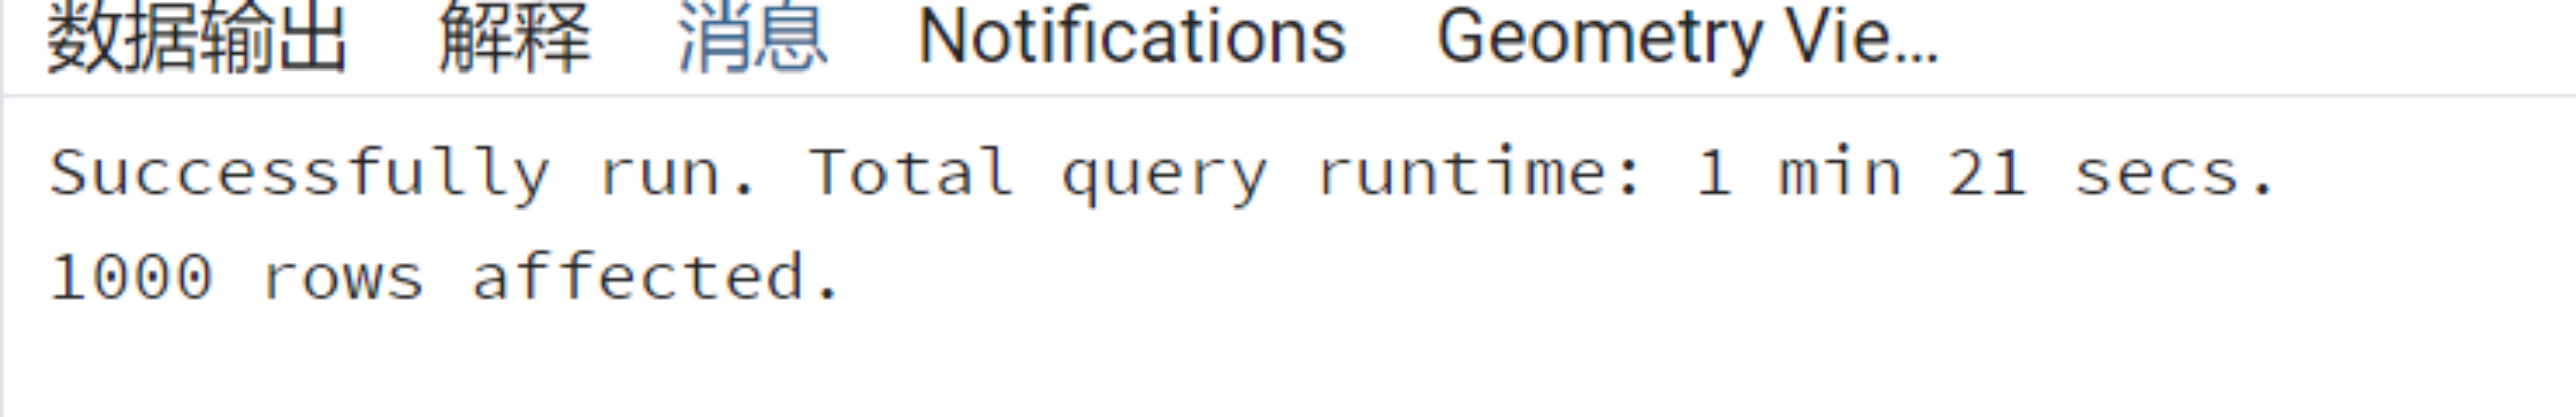 数据输出 解释 消息 Notifications Geometry Vie...
Successfully run. Total query runtime: 1 min 21 secs.
1000 rows affected.